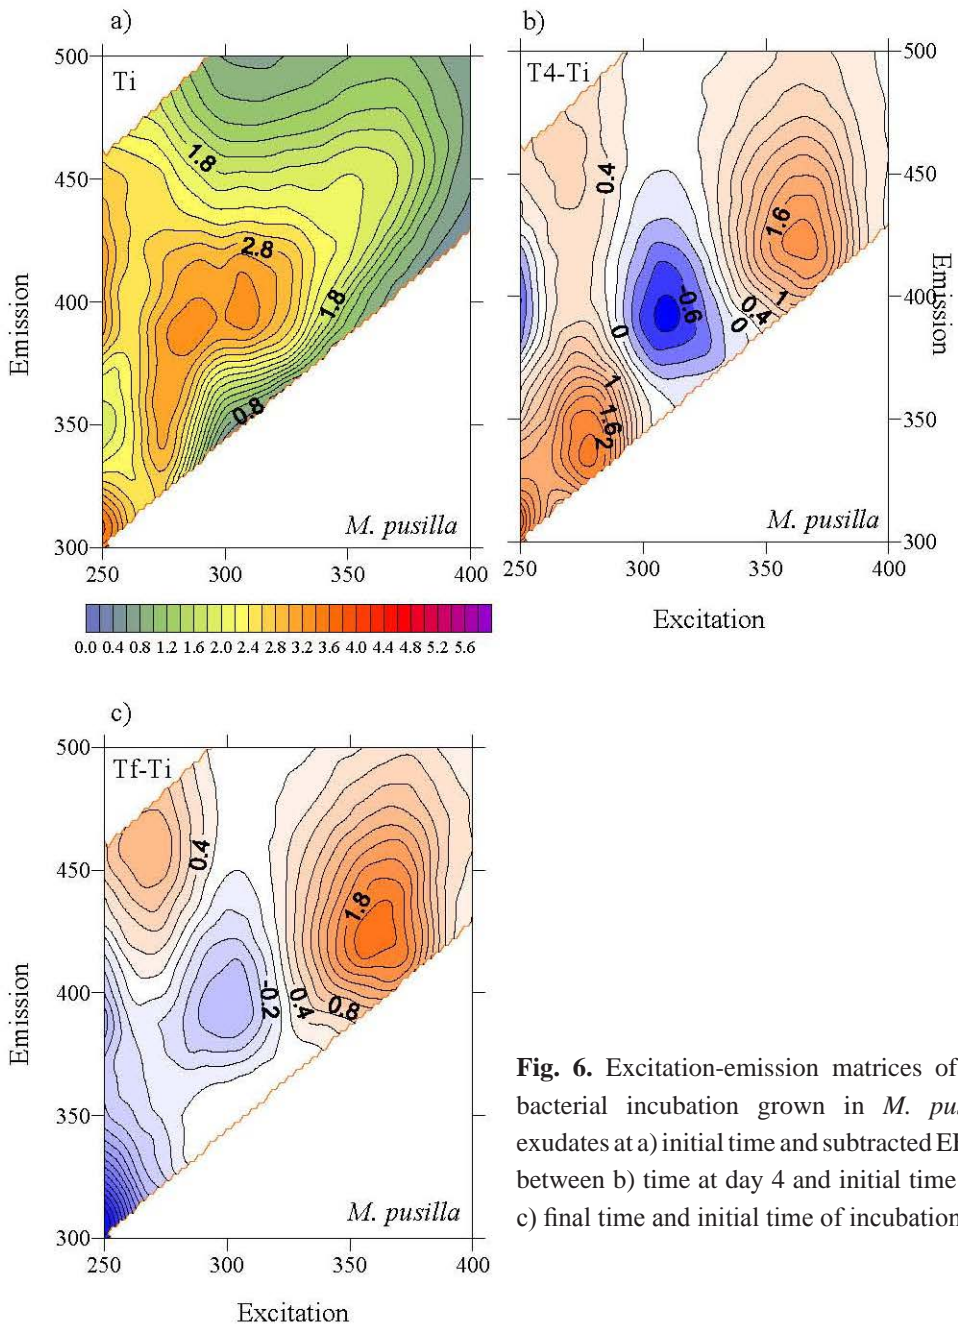 a)
Ti
500
450
400
350
300
250
300
350
400
Emission
1.8
2.8
1.8
0.8
M. pusilla
0.0 0.4 0.8 1.2 1.6 2.0 2.4 2.8 3.2 3.6 4.0 4.4 4.8 5.2 5.6
b)
T4-Ti
500
450
400
350
300
250
300
350
400
Emission
Excitation
0.4
1.6
-0.6
0
0
0.4
1
1
1.6
2
M. pusilla
c)
Tf-Ti
500
450
400
350
300
250
300
350
400
Emission
Excitation
0.4
1.8
-0.2
0.4
0.8
M. pusilla
Fig. 6. Excitation-emission matrices of
bacterial incubation grown in M.
exudates at a) initial time and subtracted
between b) time at day 4 and initial time
c) final time and initial time of incubation